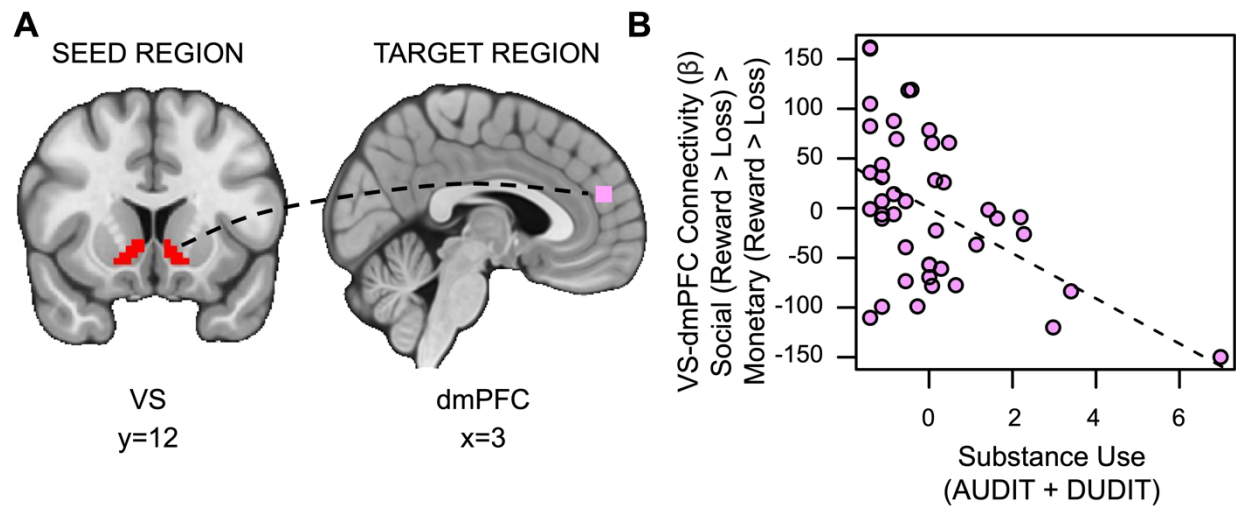 A
SEED REGION
TARGET REGION
VS
y=12
dmPFC
x=3
B
VS-dmPFC Connectivity (β)
Social (Reward > Loss) >
Monetary (Reward > Loss)
150
100
50
0
-50
-100
-150
0 2 4 6
Substance Use
(AUDIT + DUDIT)